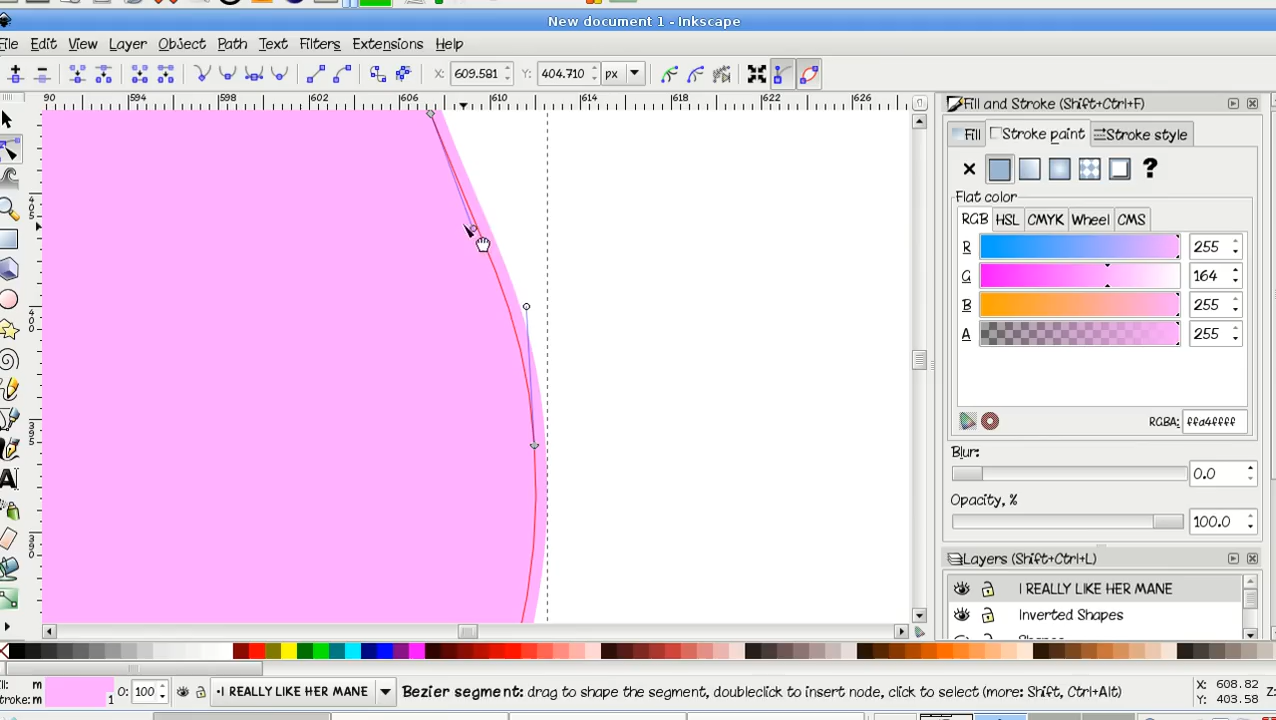 New document 1 - Inkscape
File Edit View Layer Object Path Text Filters Extensions Help
X: 609.581 Y: 404.710 px
90 594 598 602 606 610 614 618 622 626
Fill and Stroke (Shift+Ctrl+F)
Fill Stroke paint Stroke style
?
Flat color
RGB HSL CMYK Wheel CMS
R 255
G 164
B 255
A 255
RGBA: ffa4ffff
Blur:
0.0
Opacity, %
100.0
Layers (Shift+Ctrl+L)
I REALLY LIKE HER MANE
Inverted Shapes
m O: 100 •I REALLY LIKE HER MANE Bezier segment: drag to shape the segment, doubleclick to insert node, click to select (more: Shift, Ctrl+Alt) X: 608.82 Z:
Stroke: m 1 Y: 403.58